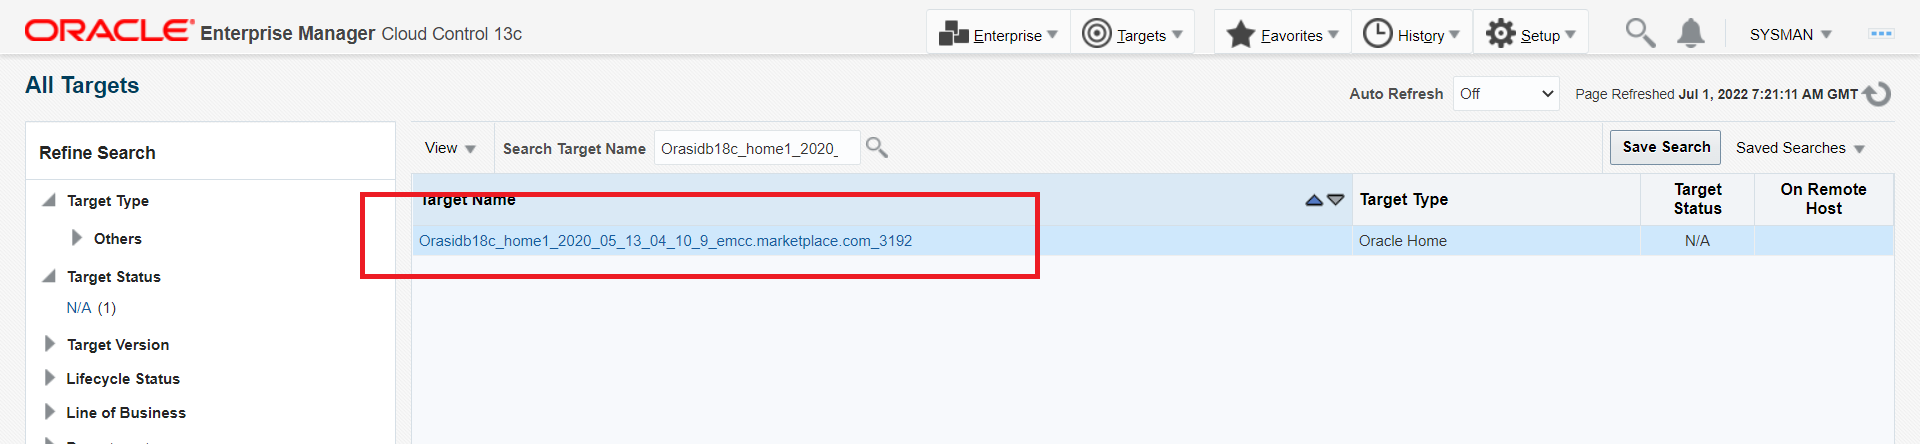 ORACLE Enterprise Manager Cloud Control 13c
Enterprise
Targets
Favorites
History
Setup
SYSMAN
All Targets
Auto Refresh
Off
Page Refreshed Jul 1, 2022 7:21:11 AM GMT
Refine Search
Target Type
Others
Target Status
N/A (1)
Target Version
Lifecycle Status
Line of Business
View
Search Target Name
Orasidb18c_home1_2020_
Save Search
Saved Searches
Target Name
Target Type
Target
Status
On Remote
Host
Orasidb18c_home1_2020_05_13_04_10_9_emcc.marketplace.com_3192
Oracle Home
N/A